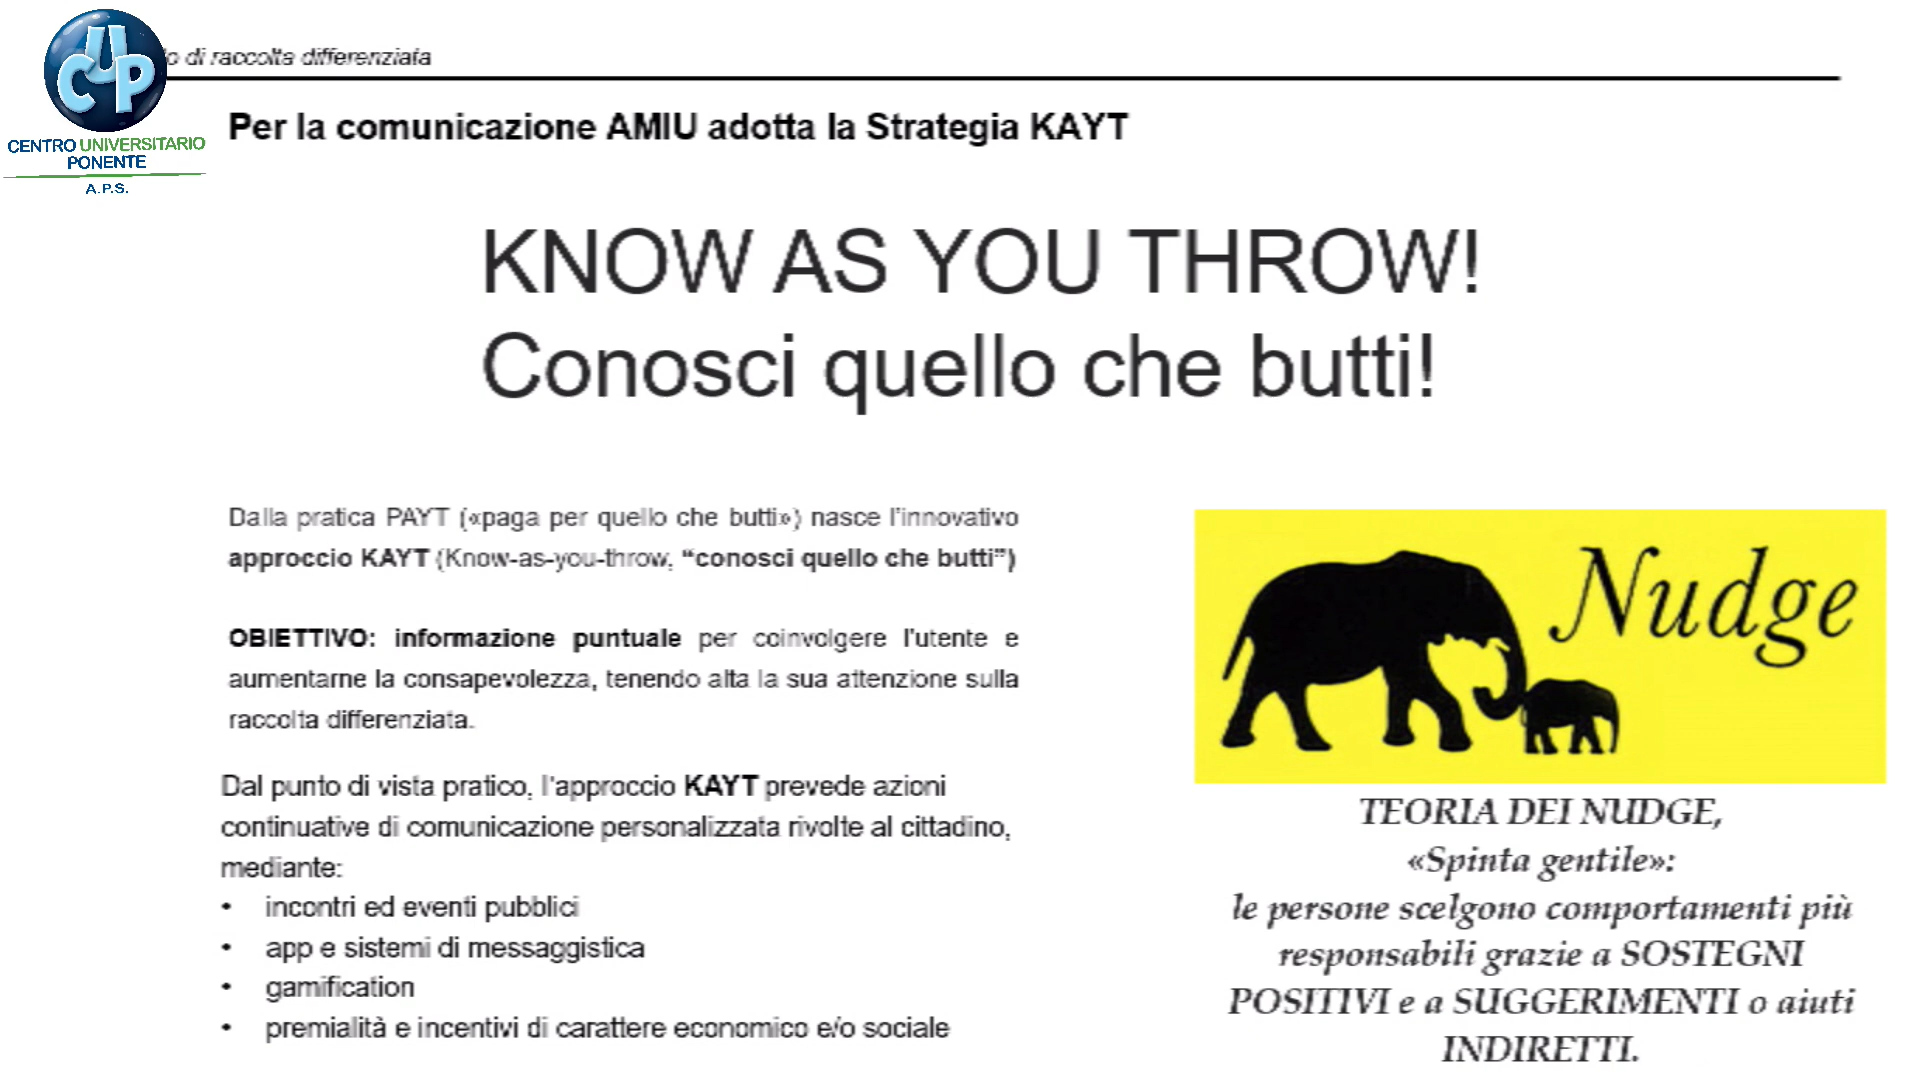 di raccolta differenziata
CUP
CENTRO UNIVERSITARIO
PONENTE
A.P.S.
Per la comunicazione AMIU adotta la Strategia KAYT
KNOW AS YOU THROW!
Conosci quello che butti!
Dalla pratica PAYT («paga per quello che butti») nasce l'innovativo
approccio KAYT (Know-as-you-throw, “conosci quello che butti”)
OBIETTIVO: informazione puntuale per coinvolgere l'utente e
aumentarne la consapevolezza, tenendo alta la sua attenzione sulla
raccolta differenziata.
Dal punto di vista pratico, l'approccio KAYT prevede azioni
continuative di comunicazione personalizzata rivolte al cittadino,
mediante:
• incontri ed eventi pubblici
• app e sistemi di messaggistica
• gamification
• premialità e incentivi di carattere economico e/o sociale
Nudge
TEORIA DEI NUDGE,
«Spinta gentile»:
le persone scelgono comportamenti più
responsabili grazie a SOSTEGNI
POSITIVI e a SUGGERIMENTI o aiuti
INDIRETTI.